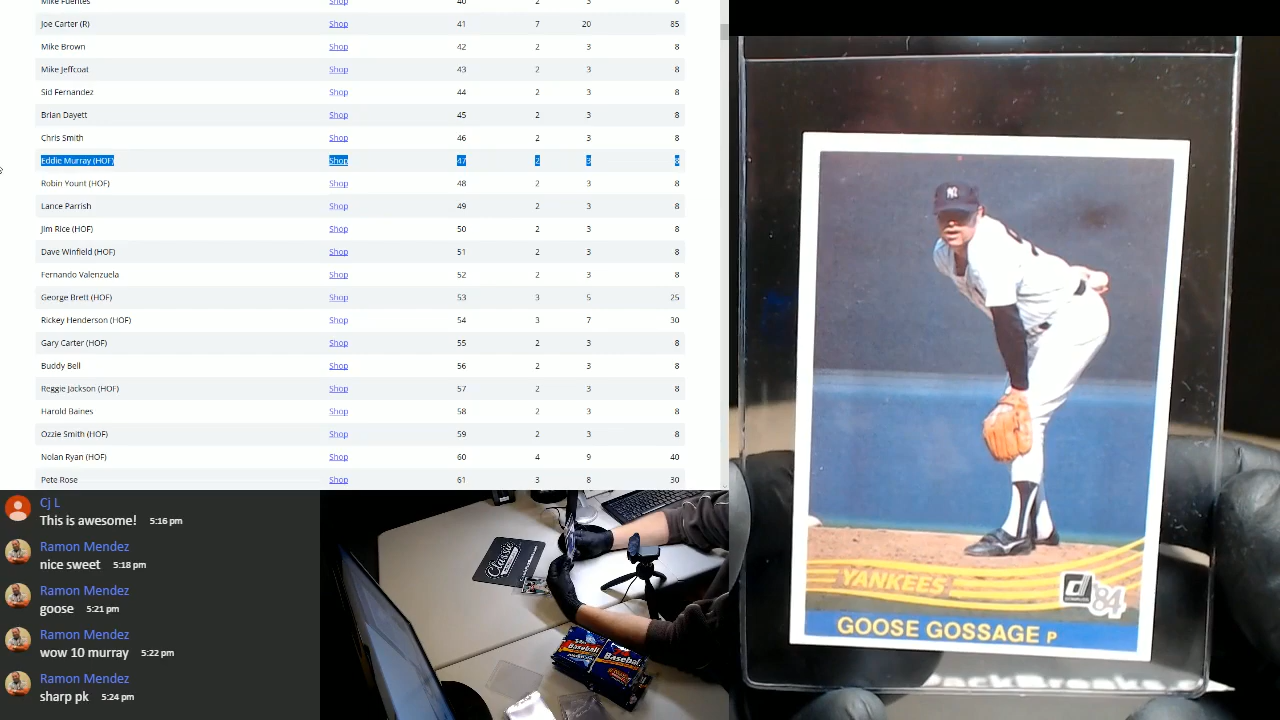 Mike Fuentes 40 2 3 8
Joe Carter (R) Shop 41 7 20 85
Mike Brown Shop 42 2 3 8
Mike Jeffcoat Shop 43 2 3 8
Sid Fernandez Shop 44 2 3 8
Brian Dayett Shop 45 2 3 8
Chris Smith Shop 46 2 3 8
Eddie Murray (HOF) Shop 47 2 3 8
Robin Yount (HOF) Shop 48 2 3 8
Lance Parrish Shop 49 2 3 8
Jim Rice (HOF) Shop 50 2 3 8
Dave Winfield (HOF) Shop 51 2 3 8
Fernando Valenzuela Shop 52 2 3 8
George Brett (HOF) Shop 53 3 5 25
Rickey Henderson (HOF) Shop 54 3 7 30
Gary Carter (HOF) Shop 55 2 3 8
Buddy Bell Shop 56 2 3 8
Reggie Jackson (HOF) Shop 57 2 3 8
Harold Baines Shop 58 2 3 8
Ozzie Smith (HOF) Shop 59 2 3 8
Nolan Ryan (HOF) Shop 60 4 9 40
Pete Rose Shop 61 3 8 30
Cj L
This is awesome! 5:16 pm
Ramon Mendez
nice sweet 5:18 pm
Ramon Mendez
goose 5:21 pm
Ramon Mendez
wow 10 murray 5:22 pm
Ramon Mendez
sharp pk 5:24 pm
Classic
Baseball
Baseball
NY
YANKEES
d '84
GOOSE GOSSAGE P